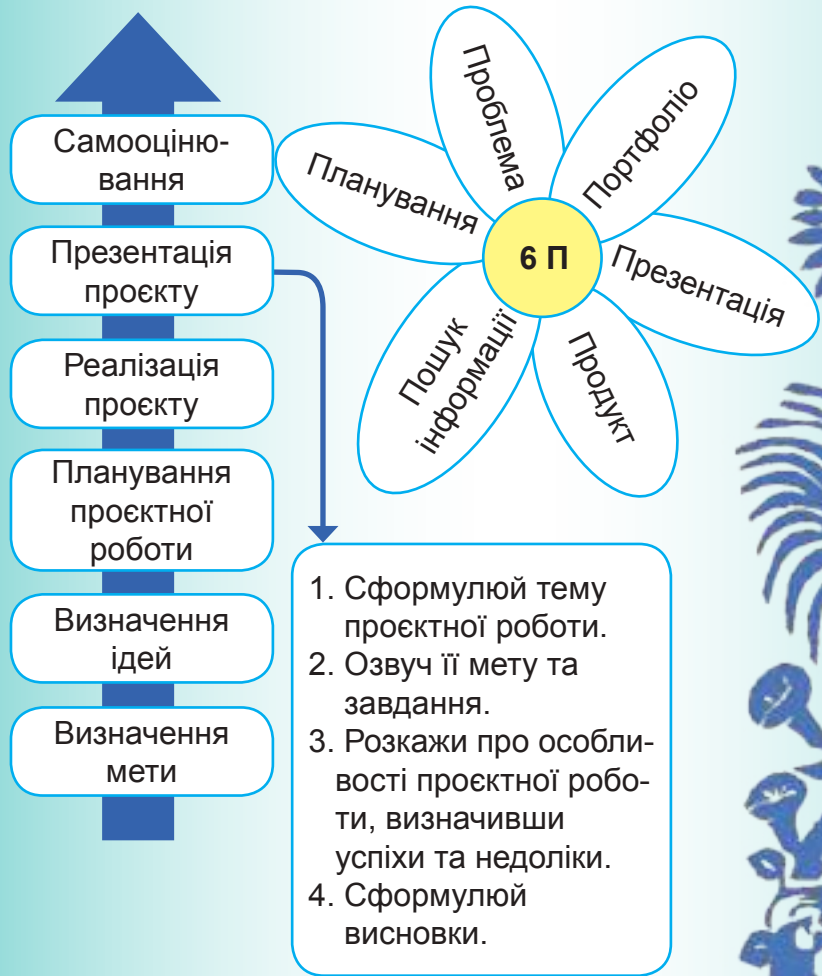 Самооціню-
вання
Презентація
проєкту
Реалізація
проєкту
Планування
проєктної
роботи
Визначення
ідей
Визначення
мети
Проблема
Портфоліо
Планування
6 П
Презентація
Пошук
інформації
Продукт
1. Сформулюй тему
проєктної роботи.
2. Озвуч її мету та
завдання.
3. Розкажи про особли-
вості проєктної робо-
ти, визначивши
успіхи та недоліки.
4. Сформулюй
висновки.